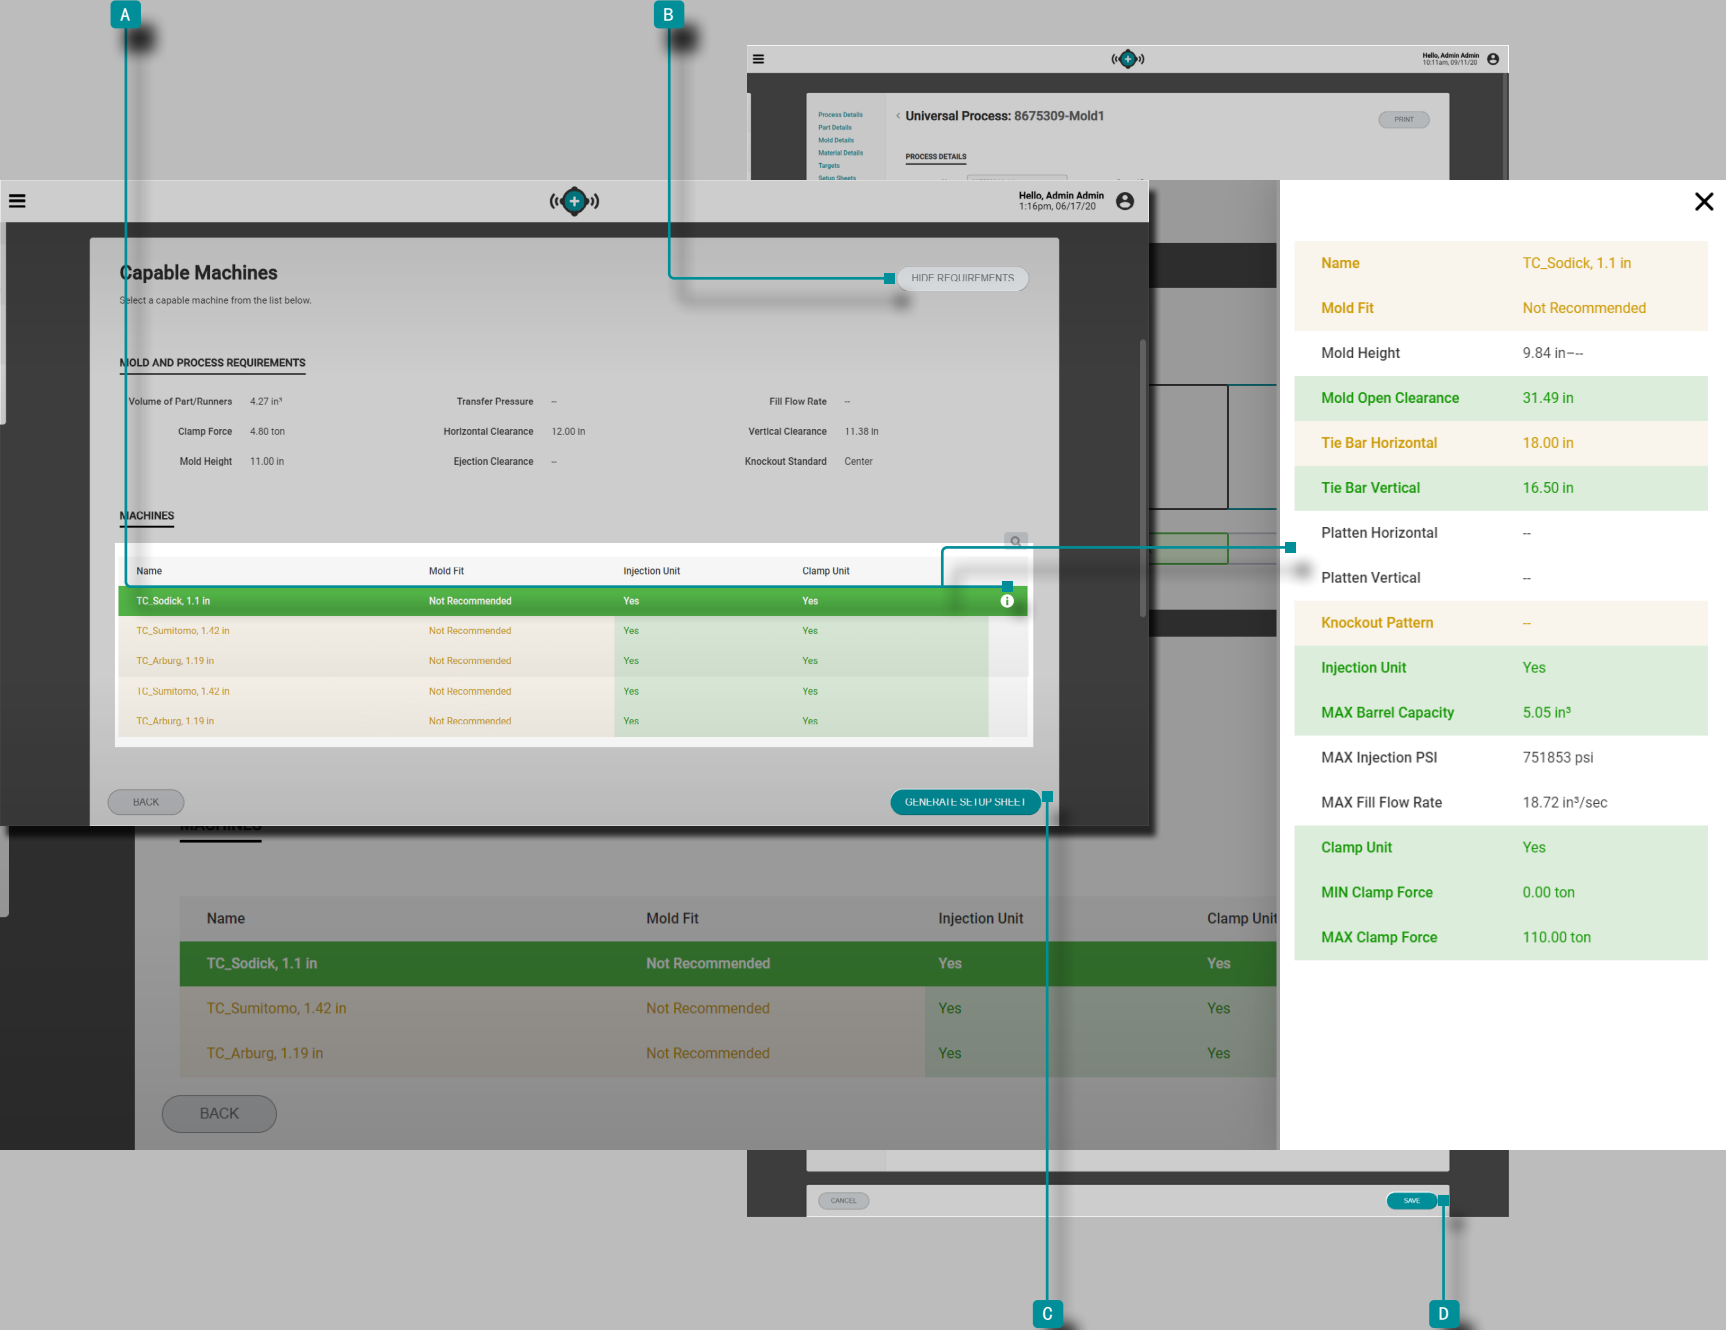 A
B
Hello, Admin Admin
10:11am, 09/11/20
Process Details
Part Details
Mold Details
Material Details
Targets
Setup Sheets
< Universal Process: 8675309-Mold1
PRINT
PROCESS DETAILS
Hello, Admin Admin
1:16pm, 06/17/20
Capable Machines
Select a capable machine from the list below.
HIDE REQUIREMENTS
MOLD AND PROCESS REQUIREMENTS
Volume of Part/Runners 4.27 in³ Transfer Pressure -- Fill Flow Rate --
Clamp Force 4.80 ton Horizontal Clearance 12.00 in Vertical Clearance 11.38 in
Mold Height 11.00 in Ejection Clearance -- Knockout Standard Center
MACHINES
Name Mold Fit Injection Unit Clamp Unit
TC_Sodick, 1.1 in Not Recommended Yes Yes
TC_Sumitomo, 1.42 in Not Recommended Yes Yes
TC_Arburg, 1.19 in Not Recommended Yes Yes
TC_Sumitomo, 1.42 in Not Recommended Yes Yes
TC_Arburg, 1.19 in Not Recommended Yes Yes
BACK
GENERATE SETUP SHEET
Name TC_Sodick, 1.1 in
Mold Fit Not Recommended
Mold Height 9.84 in–--
Mold Open Clearance 31.49 in
Tie Bar Horizontal 18.00 in
Tie Bar Vertical 16.50 in
Platten Horizontal --
Platten Vertical --
Knockout Pattern --
Injection Unit Yes
MAX Barrel Capacity 5.05 in³
MAX Injection PSI 751853 psi
MAX Fill Flow Rate 18.72 in³/sec
Clamp Unit Yes
MIN Clamp Force 0.00 ton
MAX Clamp Force 110.00 ton
MACHINES
Name Mold Fit Injection Unit Clamp Unit
TC_Sodick, 1.1 in Not Recommended Yes Yes
TC_Sumitomo, 1.42 in Not Recommended Yes Yes
TC_Arburg, 1.19 in Not Recommended Yes Yes
BACK
CANCEL
SAVE
C
D